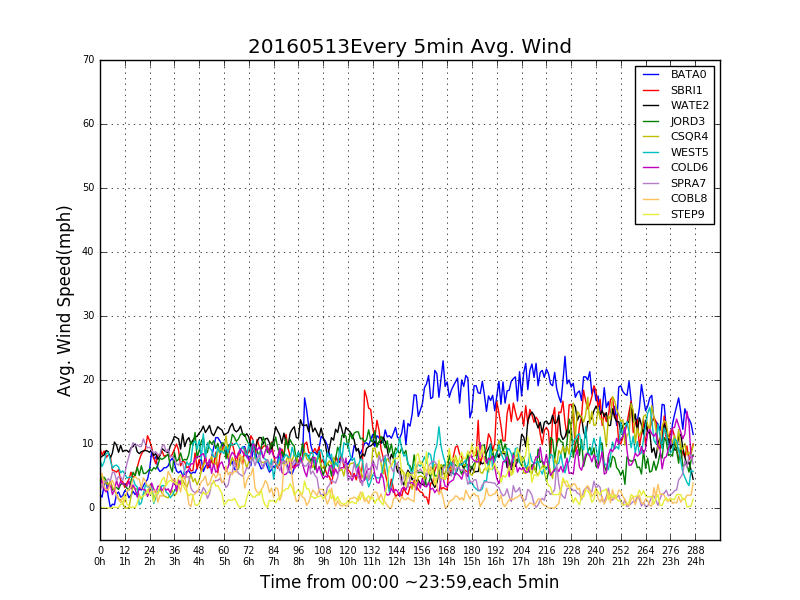 20160513Every 5min Avg. Wind
70
60
50
40
30
20
10
0
Avg. Wind Speed(mph)
BATA0
SBRI1
WATE2
JORD3
CSQR4
WEST5
COLD6
SPRA7
COBL8
STEP9
0 12 24 36 48 60 72 84 96 108 120 132 144 156 168 180 192 204 216 228 240 252 264 276 288
0h 1h 2h 3h 4h 5h 6h 7h 8h 9h 10h 11h 12h 13h 14h 15h 16h 17h 18h 19h 20h 21h 22h 23h 24h
Time from 00:00 ~23:59,each 5min